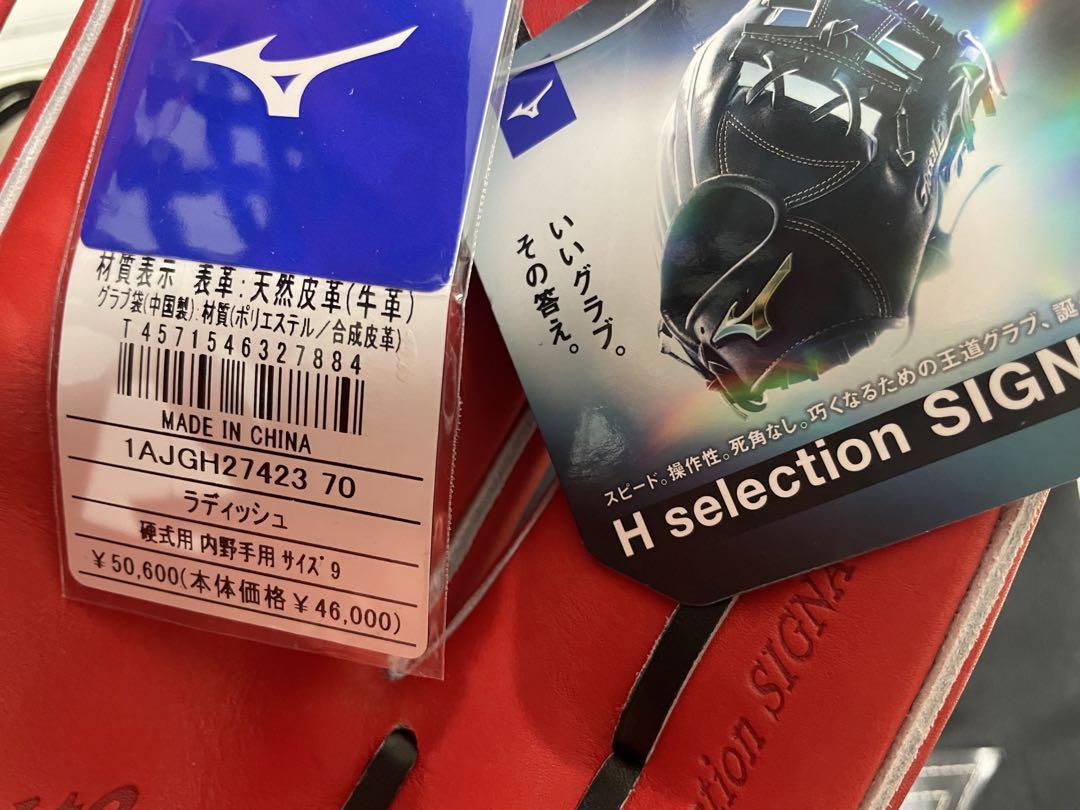 材質表示 表革:天然皮革(牛革)
グラブ袋(中国製):材質(ポリエステル/合成皮革)
T4571546327884
MADE IN CHINA
1AJGH27423 70
ラディッシュ
硬式用 内野手用 サイズ9
¥50,600(本体価格¥46,000)
いいグラブ。
その答え。
スピード。操作性。死角なし。巧くなるための王道グラブ、誕
H selection SIGN
ction SIGNA